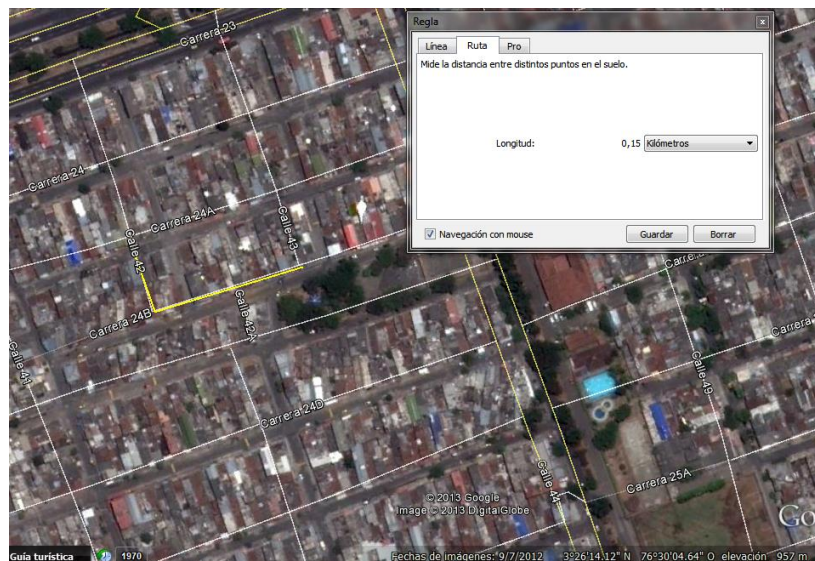 Regla
Línea Ruta Pro
Mide la distancia entre distintos puntos en el suelo.
Longitud: 0,15 Kilómetros
Navegación con mouse Guardar Borrar
Carrera 23
Carrera 24
Carrera 24A
Calle 42
Calle 43
Carrera 24B
Calle 42A
Calle 41
Carrera 24D
Calle 49
Calle 44
Carrera 25A
© 2013 Google
Image © 2013 DigitalGlobe
Guía turística 1970 Fechas de imágenes: 9/7/2012 3°26'14.12" N 76°30'04.64" O elevación 957 m